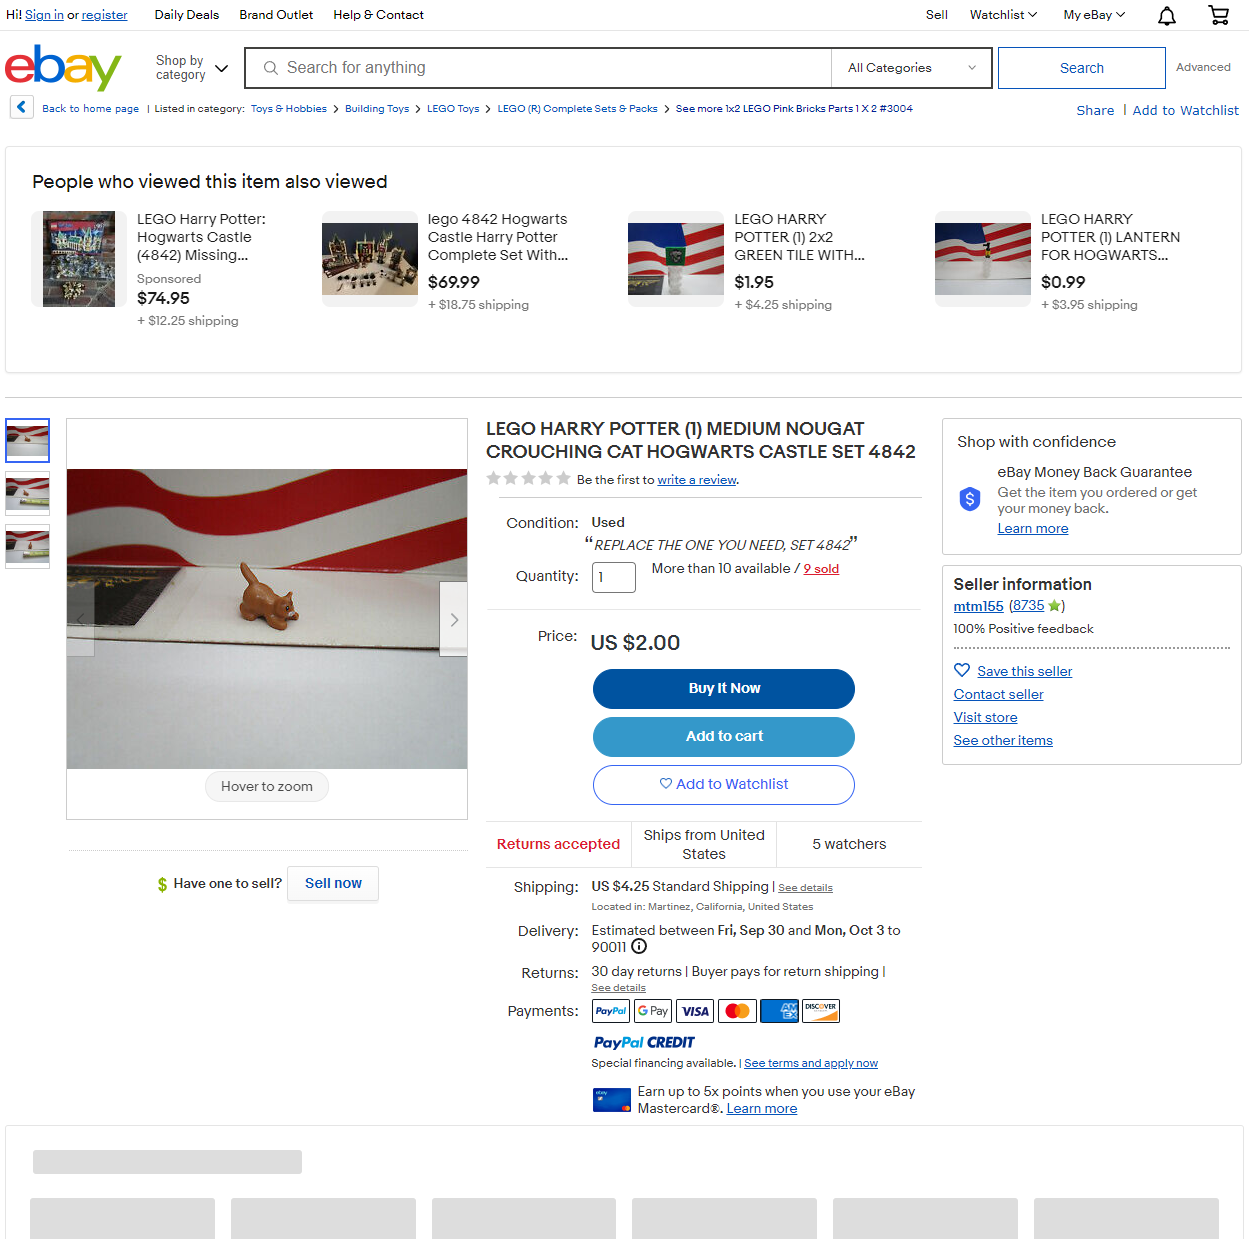 Hi! Sign in or register Daily Deals Brand Outlet Help & Contact Sell Watchlist My eBay
ebay Shop by category Search for anything All Categories Search Advanced
Back to home page | Listed in category: Toys & Hobbies > Building Toys > LEGO Toys > LEGO (R) Complete Sets & Packs > See more 1x2 LEGO Pink Bricks Parts 1 X 2 #3004
Share | Add to Watchlist
People who viewed this item also viewed
LEGO Harry Potter:
Hogwarts Castle
(4842) Missing...
Sponsored
$74.95
+ $12.25 shipping
lego 4842 Hogwarts
Castle Harry Potter
Complete Set With...
$69.99
+ $18.75 shipping
LEGO HARRY
POTTER (1) 2x2
GREEN TILE WITH...
$1.95
+ $4.25 shipping
LEGO HARRY
POTTER (1) LANTERN
FOR HOGWARTS...
$0.99
+ $3.95 shipping
Hover to zoom
$ Have one to sell? Sell now
LEGO HARRY POTTER (1) MEDIUM NOUGAT
CROUCHING CAT HOGWARTS CASTLE SET 4842
Be the first to write a review.
Condition: Used
“REPLACE THE ONE YOU NEED, SET 4842”
Quantity: 1 More than 10 available / 9 sold
Price: US $2.00
Buy It Now
Add to cart
Add to Watchlist
Returns accepted
Ships from United
States
5 watchers
Shipping: US $4.25 Standard Shipping | See details
Located in: Martinez, California, United States
Delivery: Estimated between Fri, Sep 30 and Mon, Oct 3 to
90011
Returns: 30 day returns | Buyer pays for return shipping |
See details
Payments: PayPal G Pay VISA AMEX DISCOVER
PayPal CREDIT
Special financing available. | See terms and apply now
Earn up to 5x points when you use your eBay
Mastercard®. Learn more
Shop with confidence
eBay Money Back Guarantee
$ Get the item you ordered or get
your money back.
Learn more
Seller information
mtm155 (8735)
100% Positive feedback
Save this seller
Contact seller
Visit store
See other items